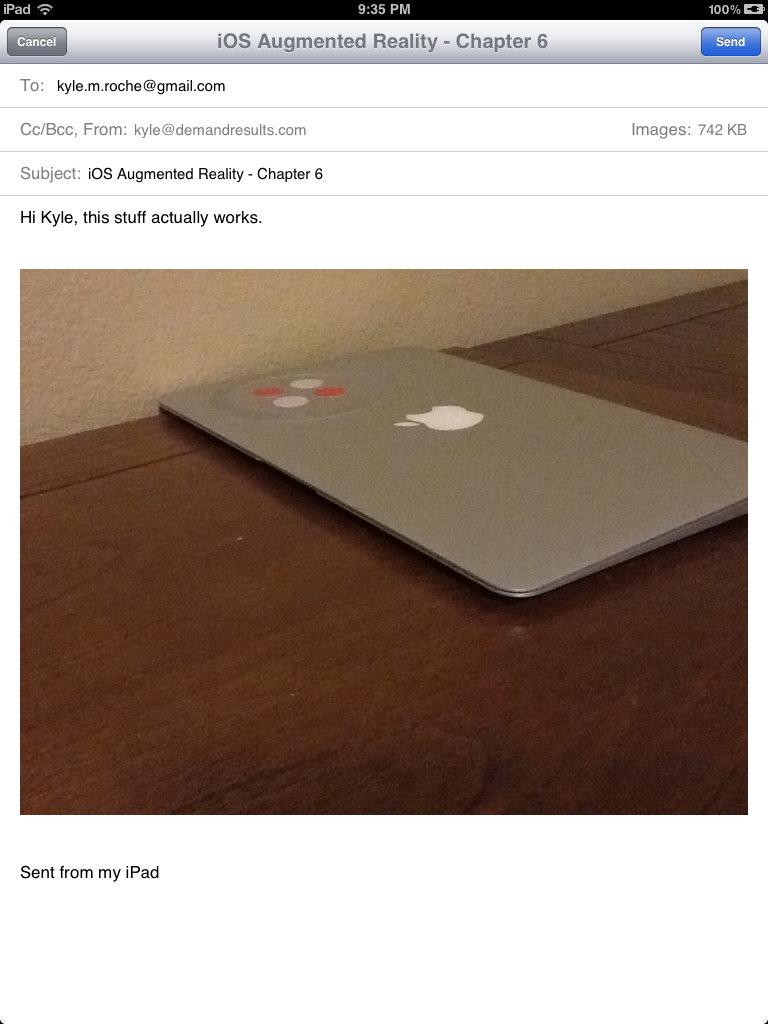 iPad 9:35 PM 100%
Cancel iOS Augmented Reality - Chapter 6 Send
To: kyle.m.roche@gmail.com
Cc/Bcc, From: kyle@demandresults.com Images: 742 KB
Subject: iOS Augmented Reality - Chapter 6
Hi Kyle, this stuff actually works.
Sent from my iPad